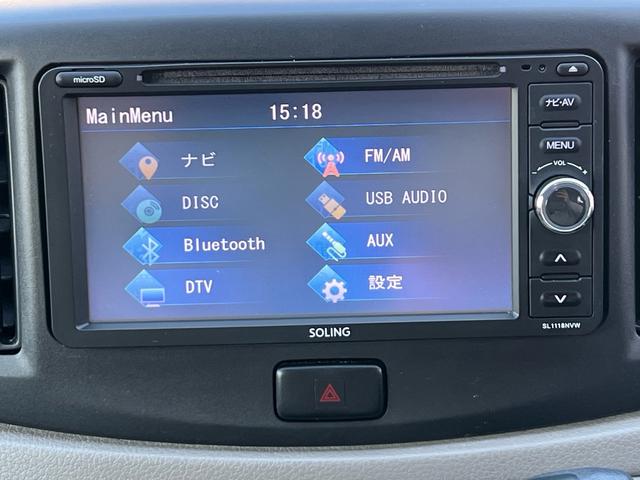 microSD
MainMenu 15:18
ナビ
FM/AM
DISC
USB AUDIO
Bluetooth
AUX
DTV
設定
ナビ・AV
MENU
- VOL +
SOLING
SL1118NVW